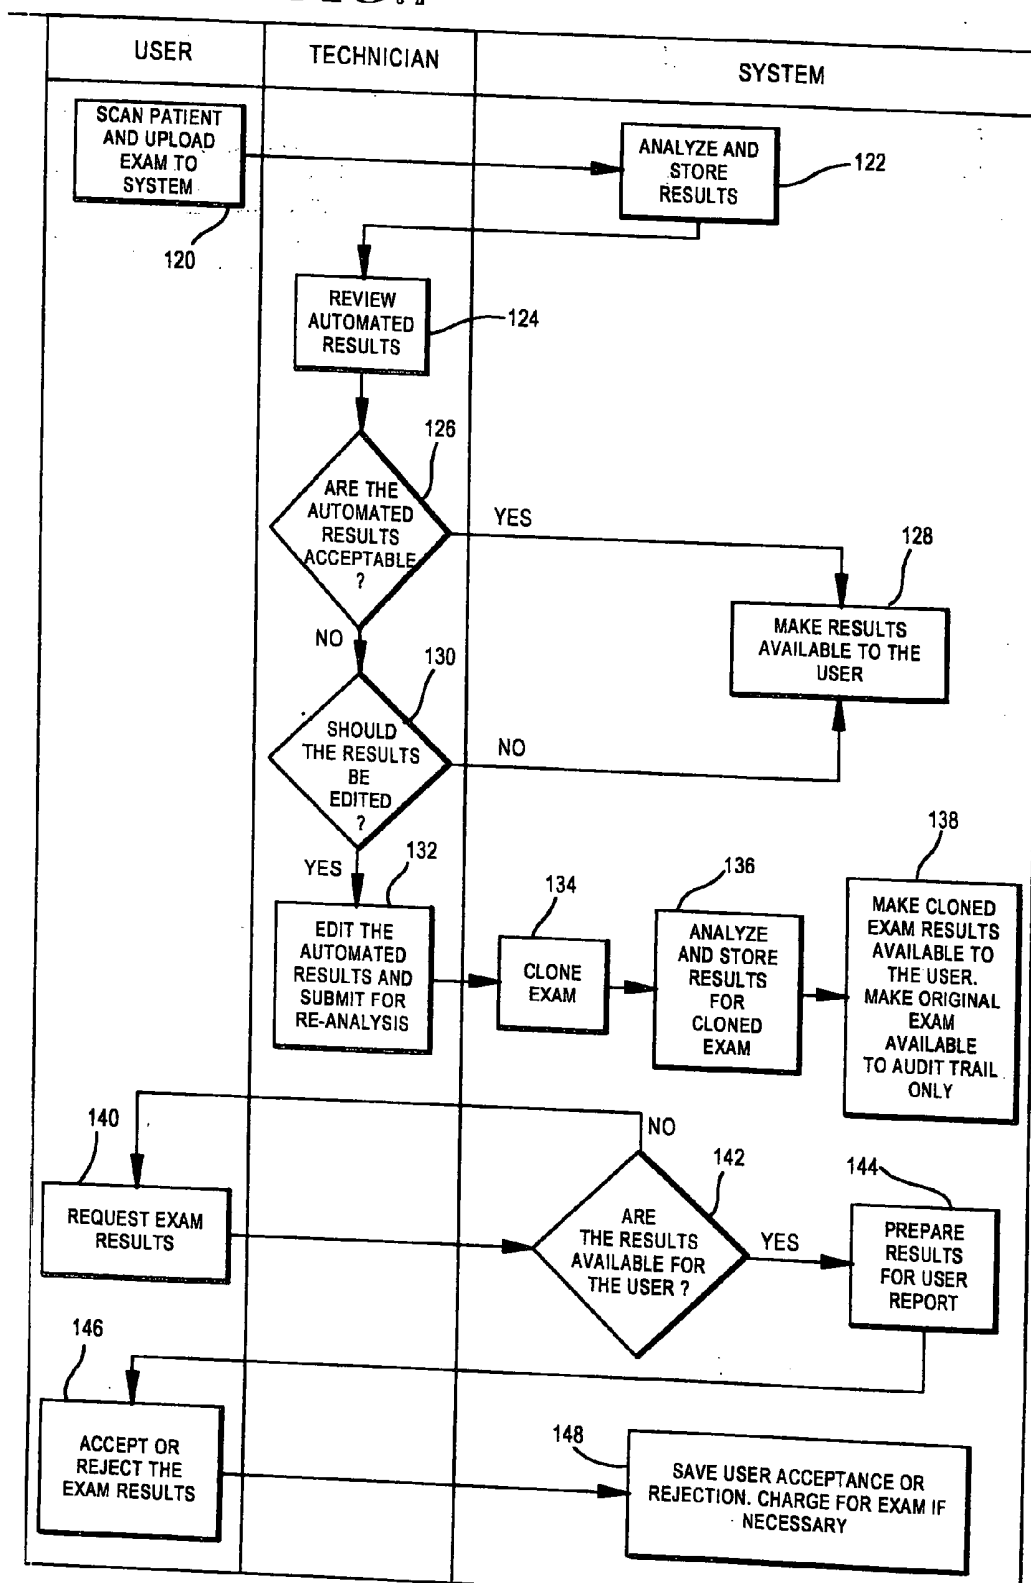 USER
TECHNICIAN
SYSTEM
SCAN PATIENT
AND UPLOAD
EXAM TO
SYSTEM
120
ANALYZE AND
STORE
RESULTS
122
REVIEW
AUTOMATED
RESULTS
124
126
ARE THE
AUTOMATED
RESULTS
ACCEPTABLE
?
YES
NO
128
MAKE RESULTS
AVAILABLE TO THE
USER
130
SHOULD
THE RESULTS
BE
EDITED
?
NO
YES
132
EDIT THE
AUTOMATED
RESULTS AND
SUBMIT FOR
RE-ANALYSIS
134
CLONE
EXAM
136
ANALYZE
AND STORE
RESULTS
FOR
CLONED
EXAM
138
MAKE CLONED
EXAM RESULTS
AVAILABLE TO
THE USER.
MAKE ORIGINAL
EXAM
AVAILABLE
TO AUDIT TRAIL
ONLY
140
REQUEST EXAM
RESULTS
NO
142
ARE
THE RESULTS
AVAILABLE FOR
THE USER ?
YES
144
PREPARE
RESULTS
FOR USER
REPORT
146
ACCEPT OR
REJECT THE
EXAM RESULTS
148
SAVE USER ACCEPTANCE OR
REJECTION. CHARGE FOR EXAM IF
NECESSARY